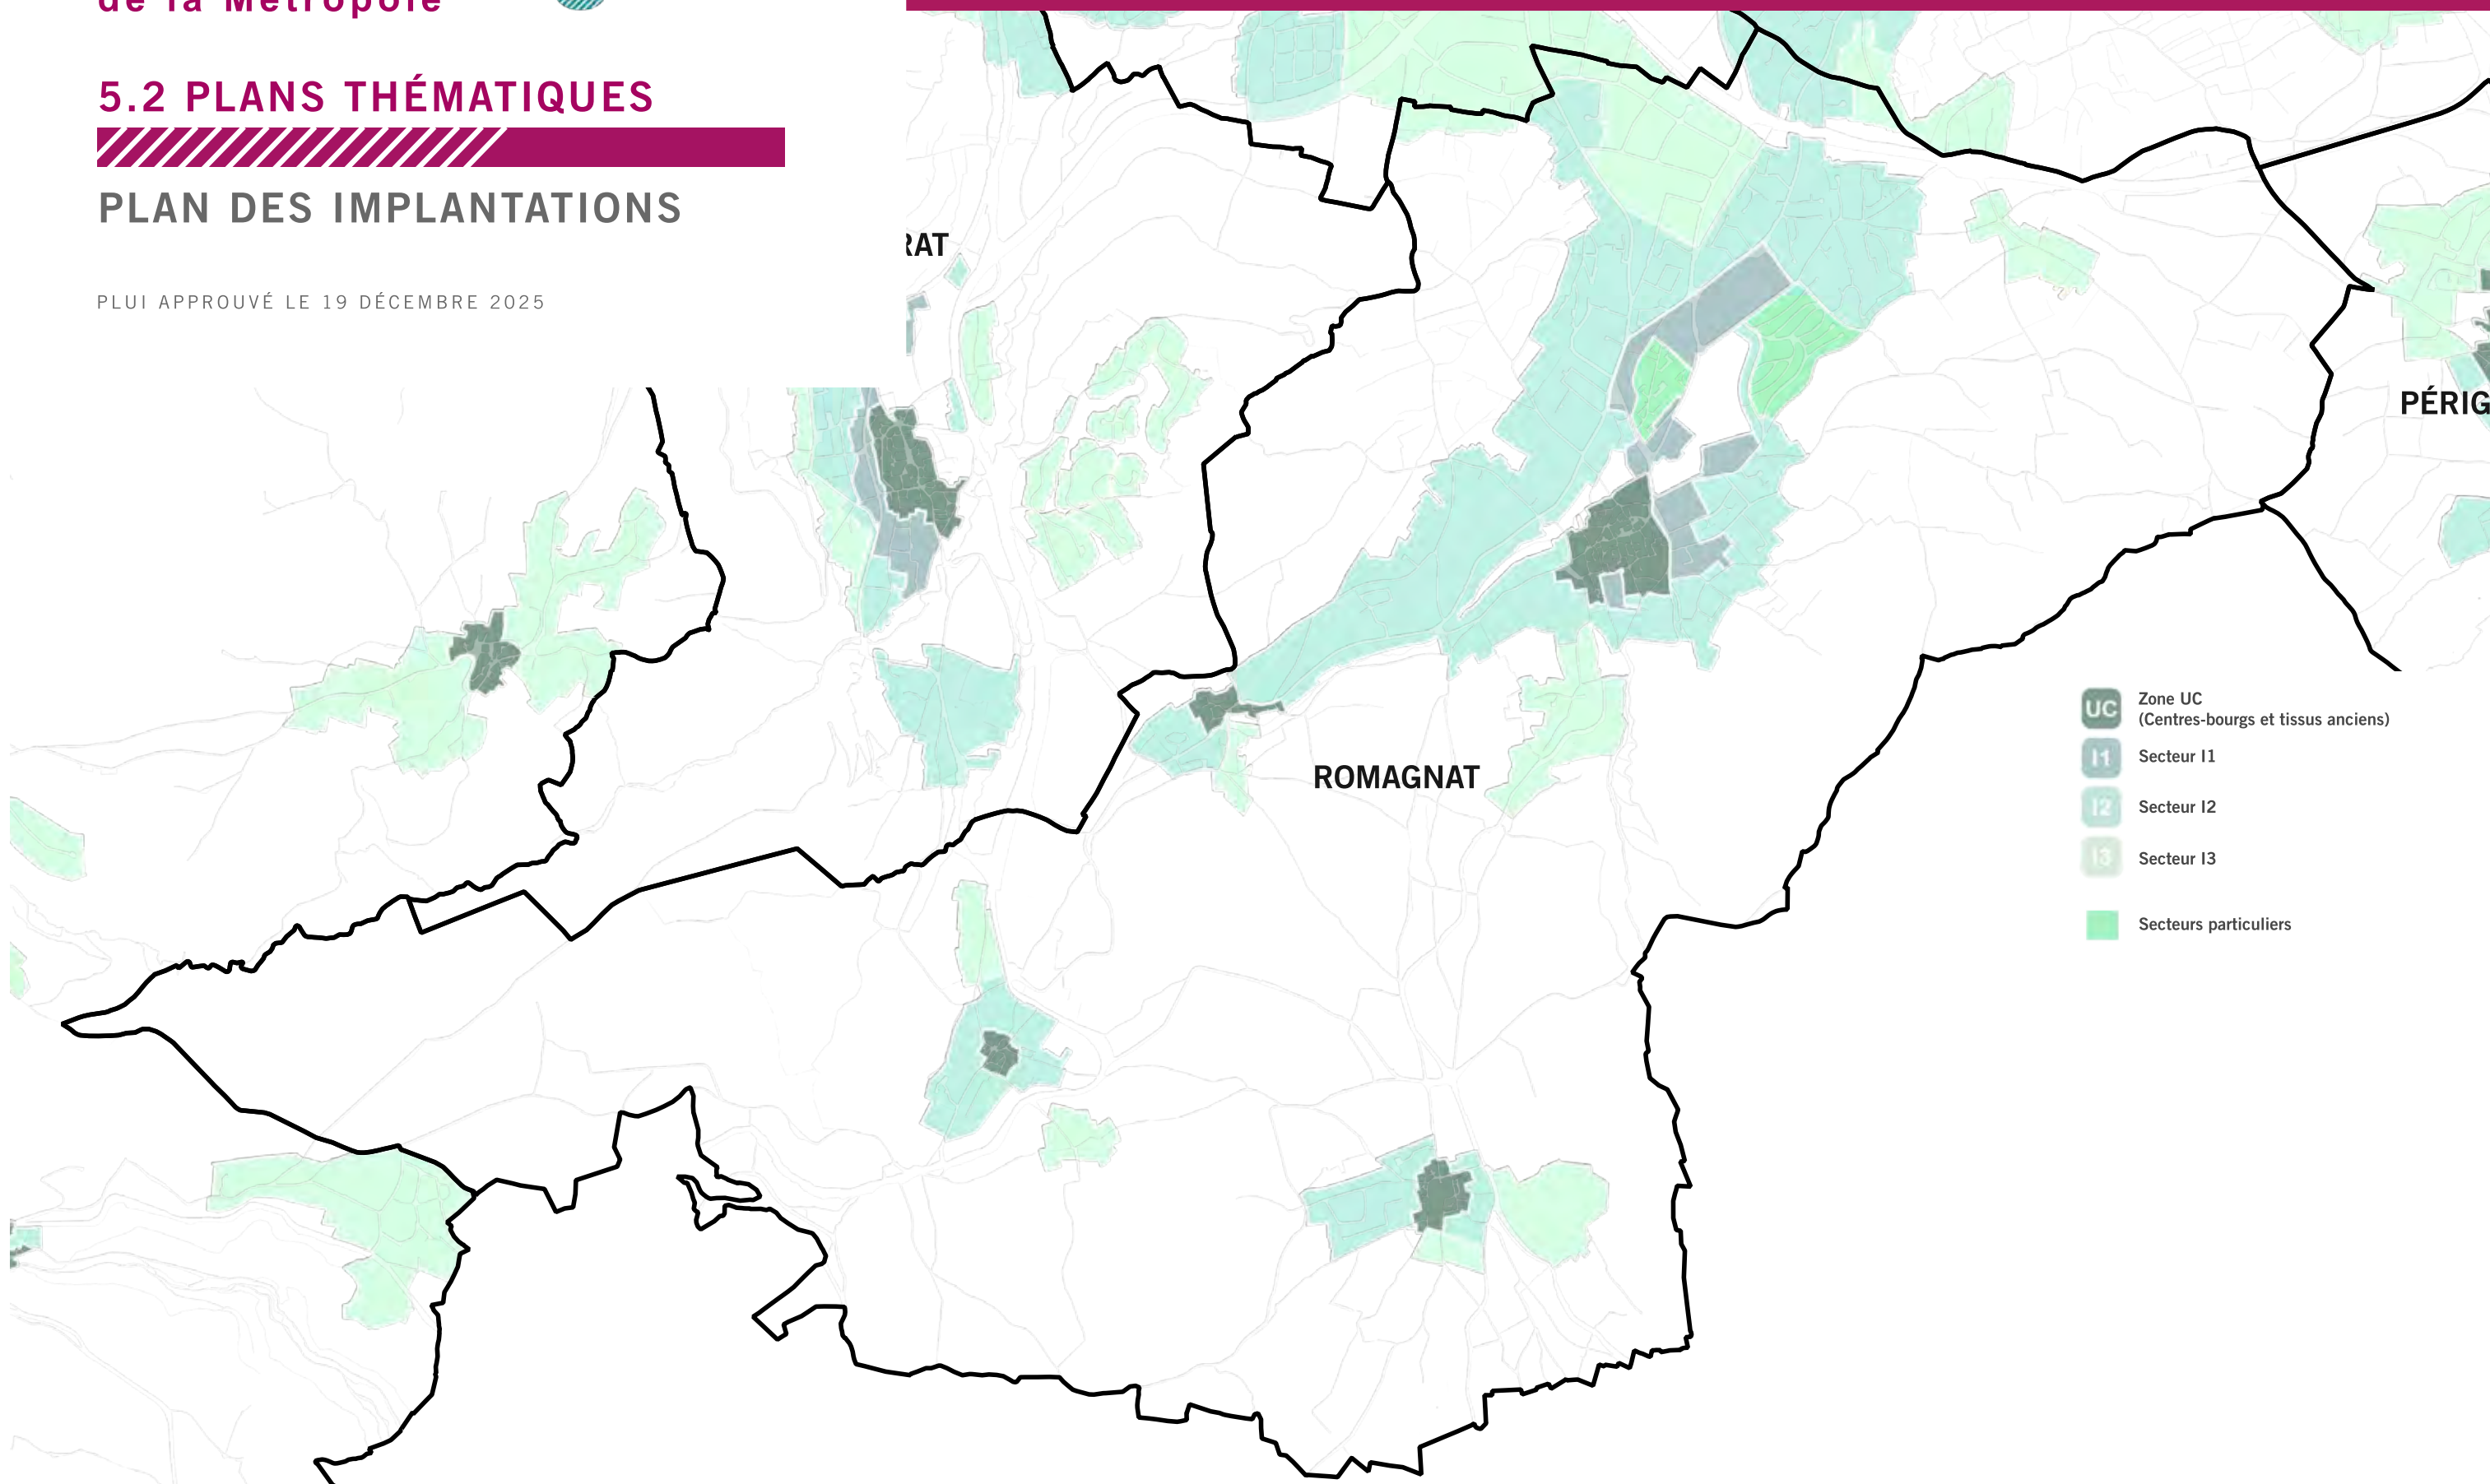 de la Métropole
5.2 PLANS THÉMATIQUES
PLAN DES IMPLANTATIONS
PLUI APPROUVÉ LE 19 DÉCEMBRE 2025
RAT
PÉRIG
ROMAGNAT
UC
Zone UC
(Centres-bourgs et tissus anciens)
I1 Secteur I1
I2 Secteur I2
I3 Secteur I3
Secteurs particuliers